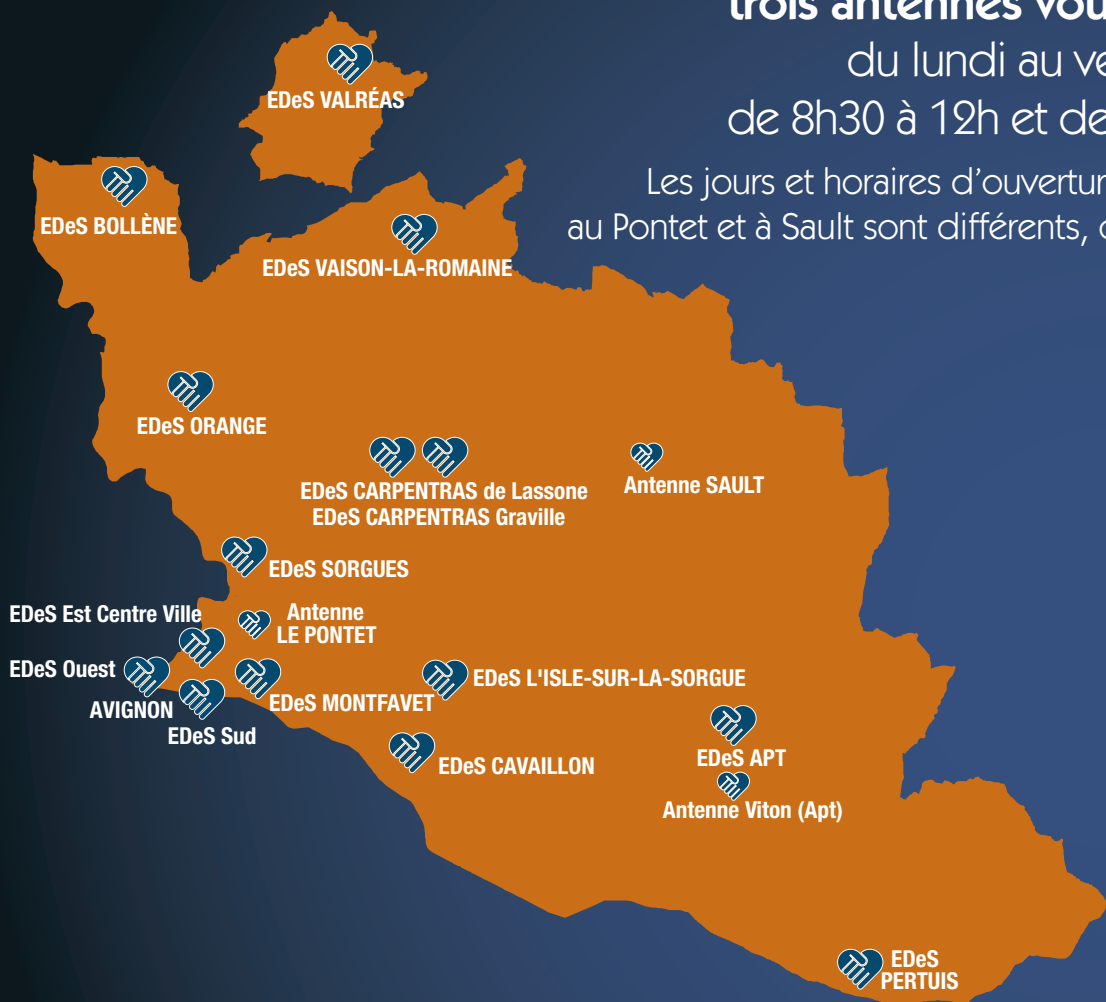 trois antennes
du lundi au
de 8h30 à 12h et de
Les jours et horaires
au Pontet et à Sault sont différents,
EDeS VALRÉAS
EDeS BOLLÈNE
EDeS VAISON-LA-ROMAINE
EDeS ORANGE
EDeS CARPENTRAS de Lassone
EDeS CARPENTRAS Graville
Antenne SAULT
EDeS SORGUES
EDeS Est Centre Ville
Antenne
LE PONTET
EDeS Ouest
AVIGNON
EDeS Sud
EDeS MONTFAVET
EDeS L'ISLE-SUR-LA-SORGUE
EDeS CAVAILLON
EDeS APT
Antenne Viton (Apt)
EDeS
PERTUIS